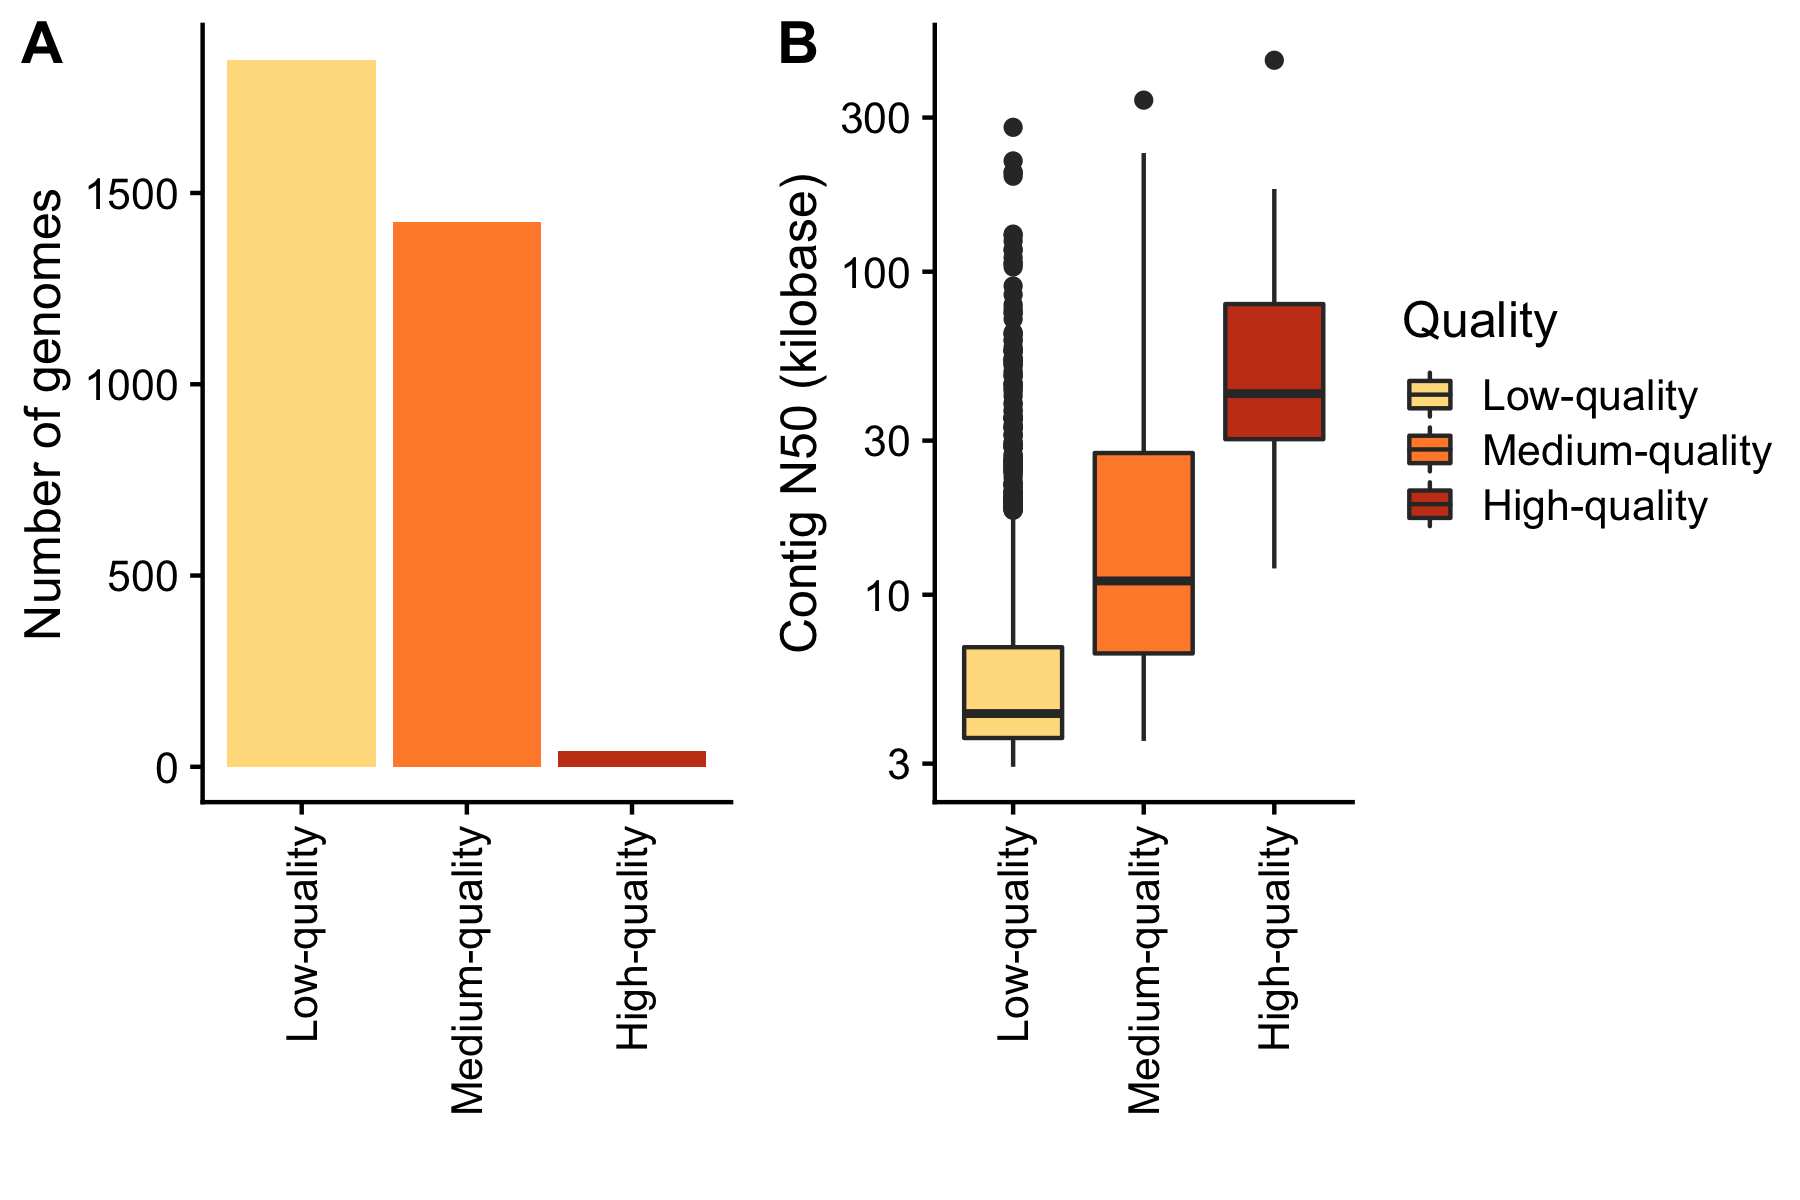 A
Number of genomes
1500
1000
500
0
Low-quality
Medium-quality
High-quality
B
Contig N50 (kilobase)
300
100
30
10
3
Low-quality
Medium-quality
High-quality
Quality
Low-quality
Medium-quality
High-quality